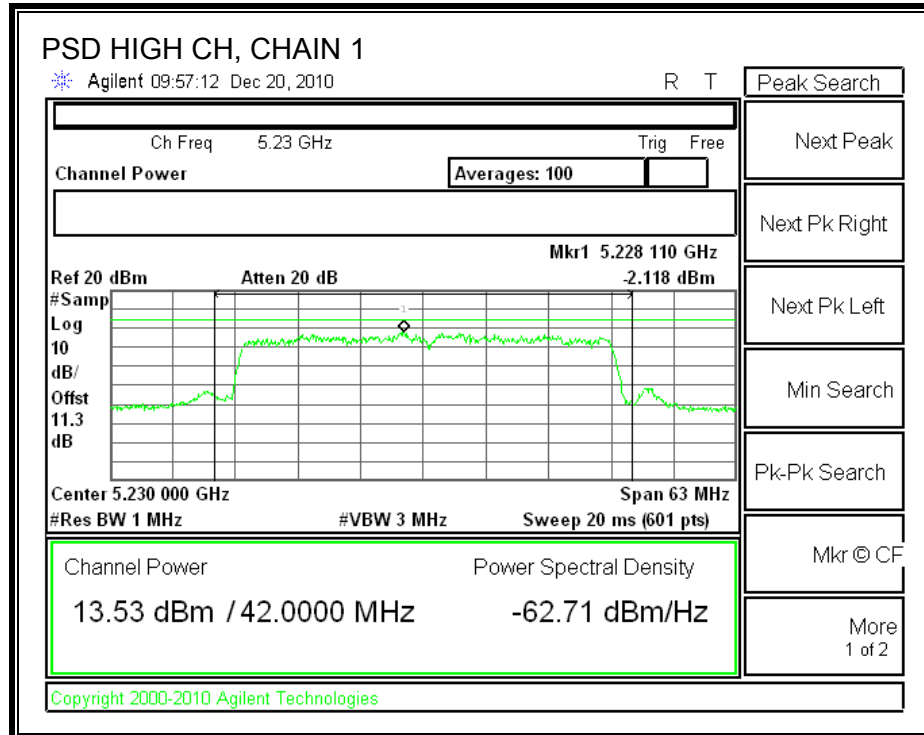 PSD HIGH CH, CHAIN 1
Agilent 09:57:12 Dec 20, 2010 R T
Peak Search
Ch Freq 5.23 GHz Trig Free
Channel Power Averages: 100
Mkr1 5.228 110 GHz
Ref 20 dBm Atten 20 dB -2.118 dBm
#Samp
Log
10
dB/
Offst
11.3
dB
1
Center 5.230 000 GHz Span 63 MHz
#Res BW 1 MHz #VBW 3 MHz Sweep 20 ms (601 pts)
Channel Power Power Spectral Density
13.53 dBm / 42.0000 MHz -62.71 dBm/Hz
Copyright 2000-2010 Agilent Technologies
Next Peak
Next Pk Right
Next Pk Left
Min Search
Pk-Pk Search
Mkr © CF
More
1 of 2